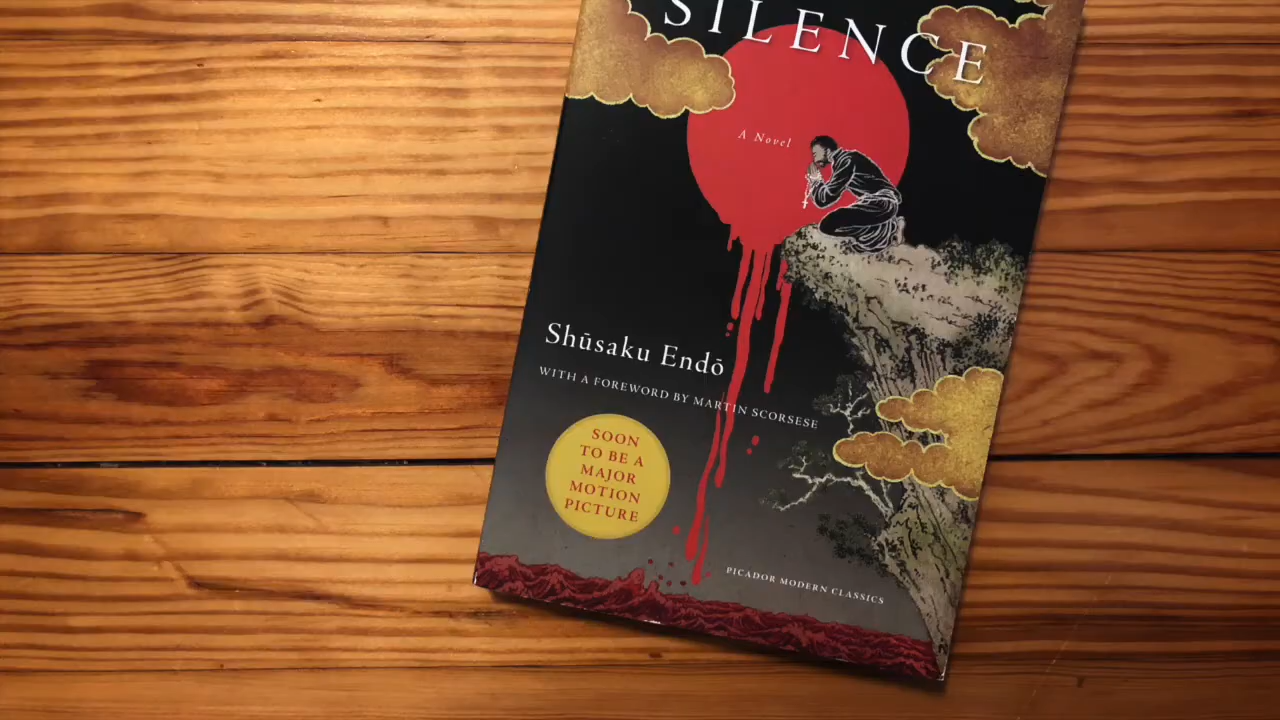 SILENCE
A Novel
Shūsaku Endō
WITH A FOREWORD BY MARTIN SCORSESE
SOON
TO BE A
MAJOR
MOTION
PICTURE
PICADOR MODERN CLASSICS